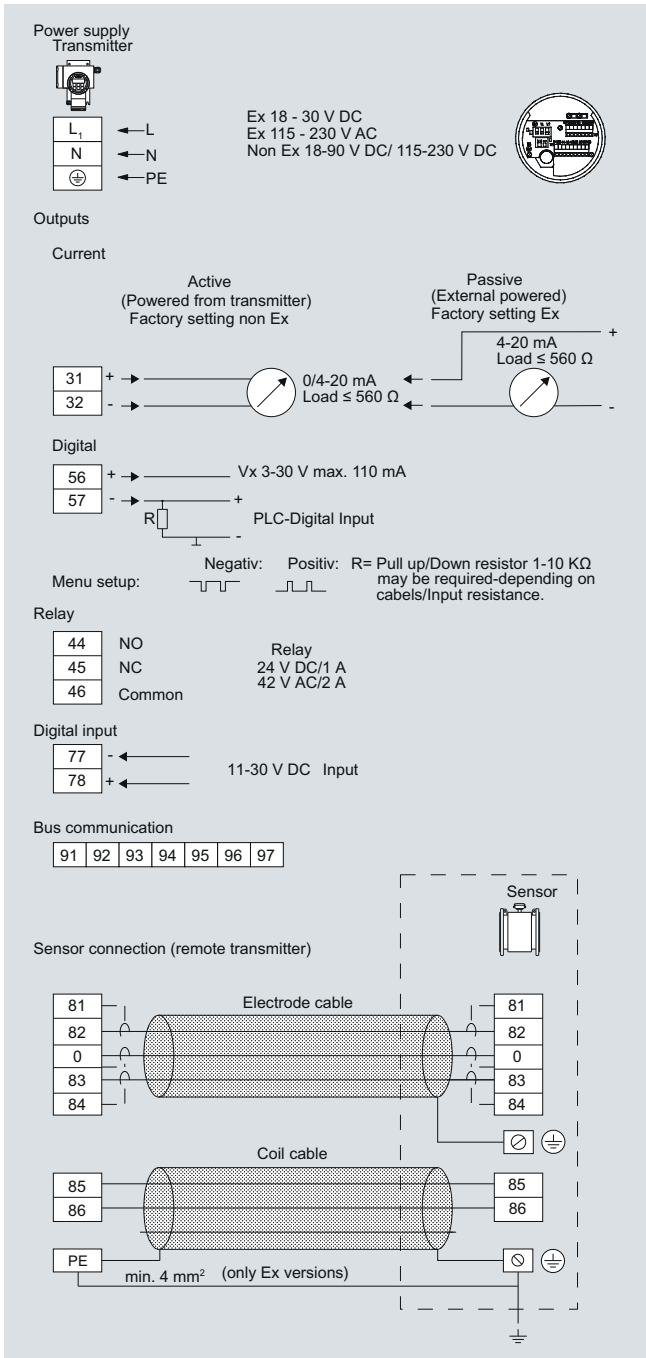 Power supply
Transmitter
L1 L
N N
PE
Ex 18 - 30 V DC
Ex 115 - 230 V AC
Non Ex 18-90 V DC/ 115-230 V DC
Outputs
Current
Active
(Powered from transmitter)
Factory setting non Ex
Passive
(External powered)
Factory setting Ex
+
4-20 mA
Load ≤ 560 Ω
31 +
32 -
0/4-20 mA
Load ≤ 560 Ω
-
Digital
56 + Vx 3-30 V max. 110 mA
57 - +
R PLC-Digital Input
-
Menu setup:
Negativ: Positiv:
R= Pull up/Down resistor 1-10 KΩ
may be required-depending on
cabels/Input resistance.
Relay
44 NO
45 NC
46 Common
Relay
24 V DC/1 A
42 V AC/2 A
Digital input
77 -
78 +
11-30 V DC Input
Bus communication
91 92 93 94 95 96 97
Sensor
Sensor connection (remote transmitter)
Electrode cable
81 81
82 82
0 0
83 83
84 84
Coil cable
85 85
86 86
PE
min. 4 mm² (only Ex versions)